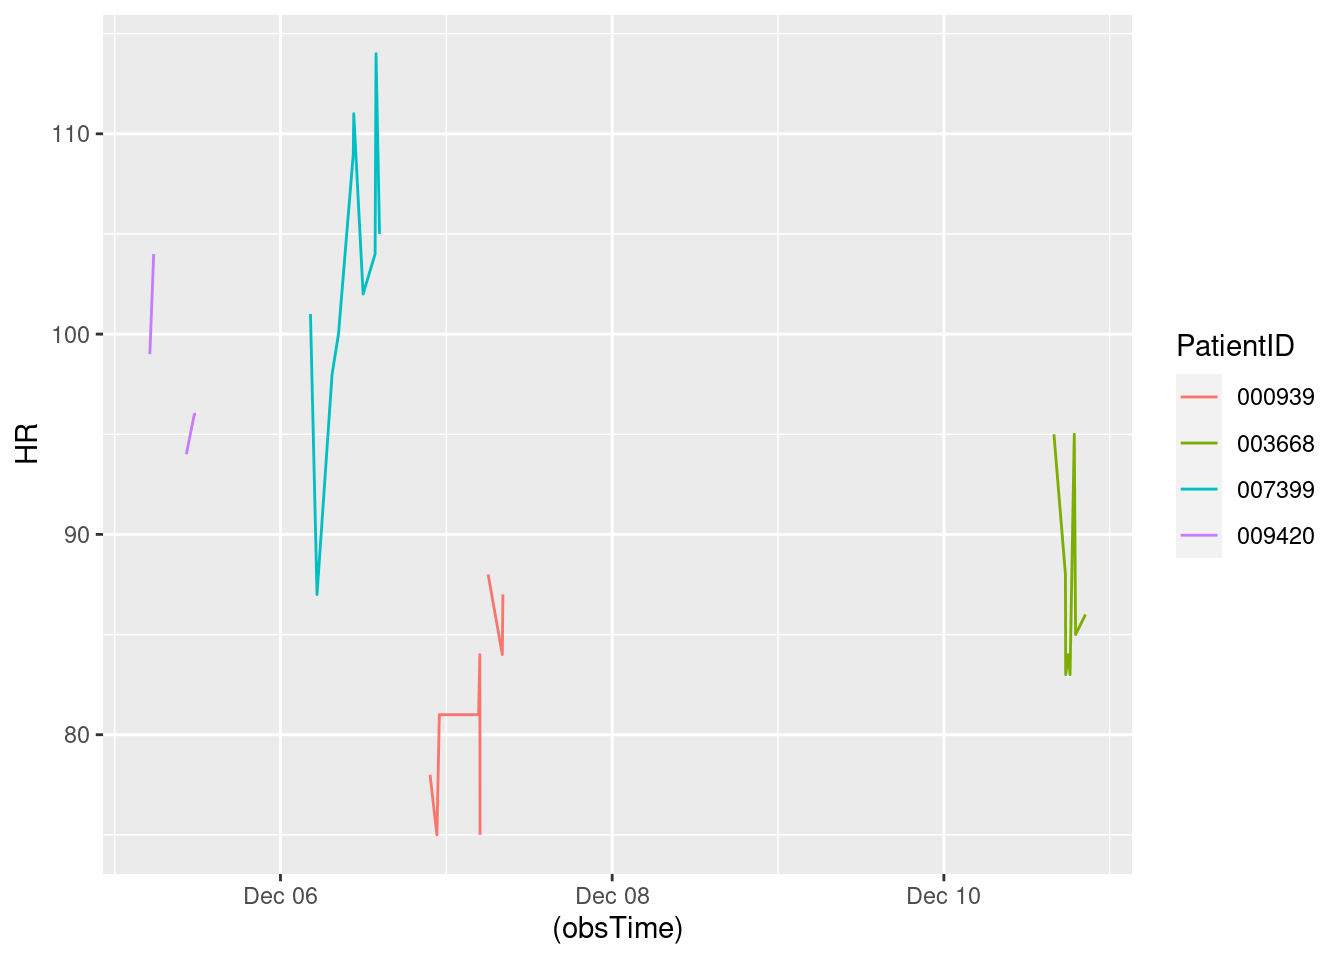 110
100
90
80
HR
Dec 06
Dec 08
Dec 10
(obsTime)
PatientID
000939
003668
007399
009420